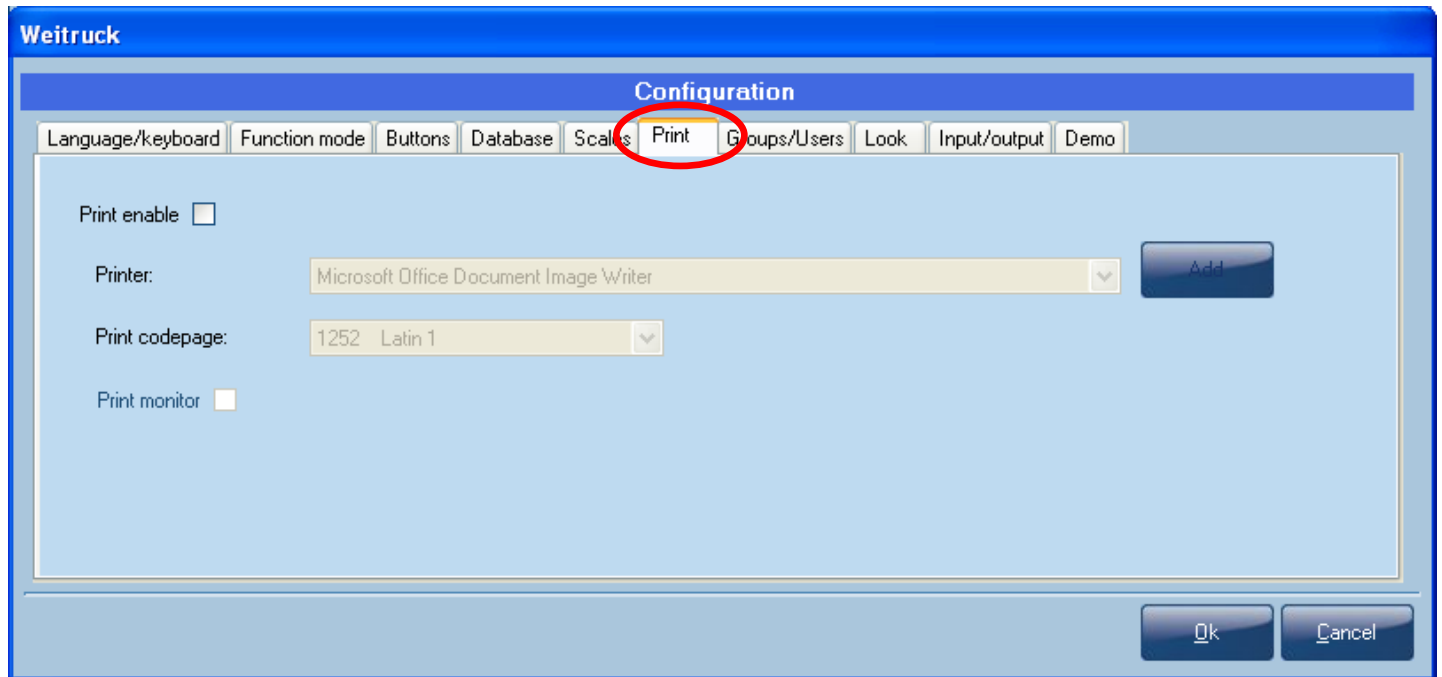 Weitruck
Configuration
Language/keyboard Function mode Buttons Database Scales Print Groups/Users Look Input/output Demo
Print enable
Printer: Microsoft Office Document Image Writer Add
Print codepage: 1252 Latin 1
Print monitor
Ok Cancel